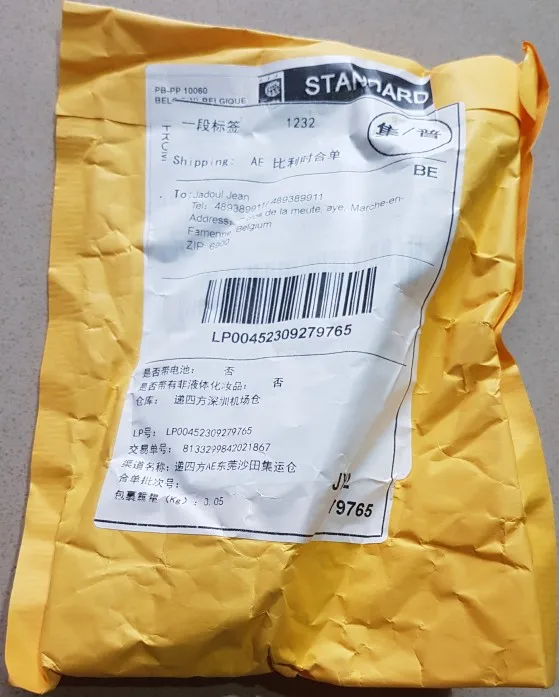 PB-PP 10060
BELGIE(N)-BELGIQUE
STANDARD
一段标签 1232
集/普
Shipping: AE 比利时合单
BE
To: Jadoul Jean
Tel: 489389911/489389911
Address: de la meute, aye, Marche-en-
Famenne Belgium
ZIP: 6900
LP00452309279765
是否带电池: 否
是否带有非液体化妆品: 否
仓库: 递四方深圳机场仓
LP号: LP00452309279765
交易单号: 8133299842021867
渠道名称: 递四方AE东莞沙田集运仓
合单批次号:
包裹重量 (Kg) : 0.05
79765